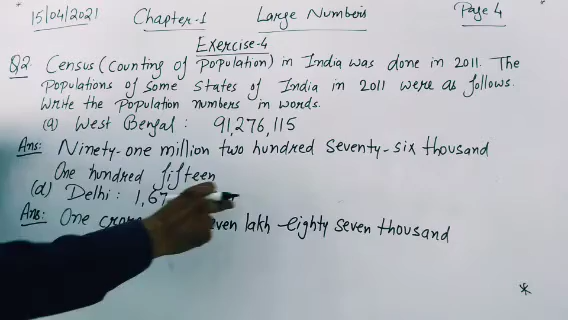 * 15/04/2021 Chapter-1 Large Numbers * Page 4
Exercise-4
Q2. Census (Counting of Population) in India was done in 2011. The
Populations of Some States of India in 2011 were as follows.
Write the Population numbers in words.
(a) West Bengal : 91,276,115
Ans: Ninety-one million two hundred Seventy-six thousand
One hundred fifteen
(d) Delhi : 1,67
Ans: One even lakh eighty seven thousand
*